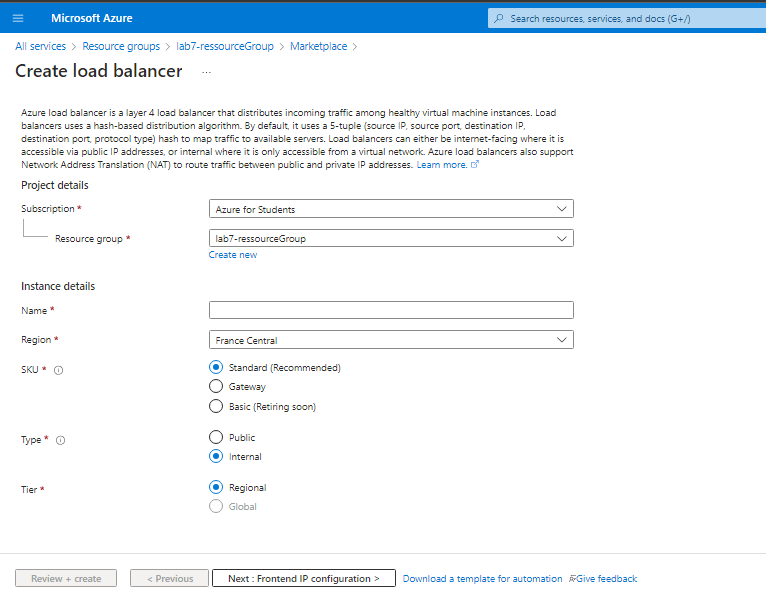 Microsoft Azure
Search resources, services, and docs (G+/)
All services > Resource groups > lab7-ressourceGroup > Marketplace >
Create load balancer ...
Azure load balancer is a layer 4 load balancer that distributes incoming traffic among healthy virtual machine instances. Load
balancers uses a hash-based distribution algorithm. By default, it uses a 5-tuple (source IP, source port, destination IP,
destination port, protocol type) hash to map traffic to available servers. Load balancers can either be internet-facing where it is
accessible via public IP addresses, or internal where it is only accessible from a virtual network. Azure load balancers also support
Network Address Translation (NAT) to route traffic between public and private IP addresses. Learn more.
Project details
Subscription * Azure for Students
Resource group * lab7-ressourceGroup
Create new
Instance details
Name *
Region * France Central
SKU * Standard (Recommended)
Gateway
Basic (Retiring soon)
Type * Public
Internal
Tier * Regional
Global
Review + create < Previous Next : Frontend IP configuration > Download a template for automation Give feedback